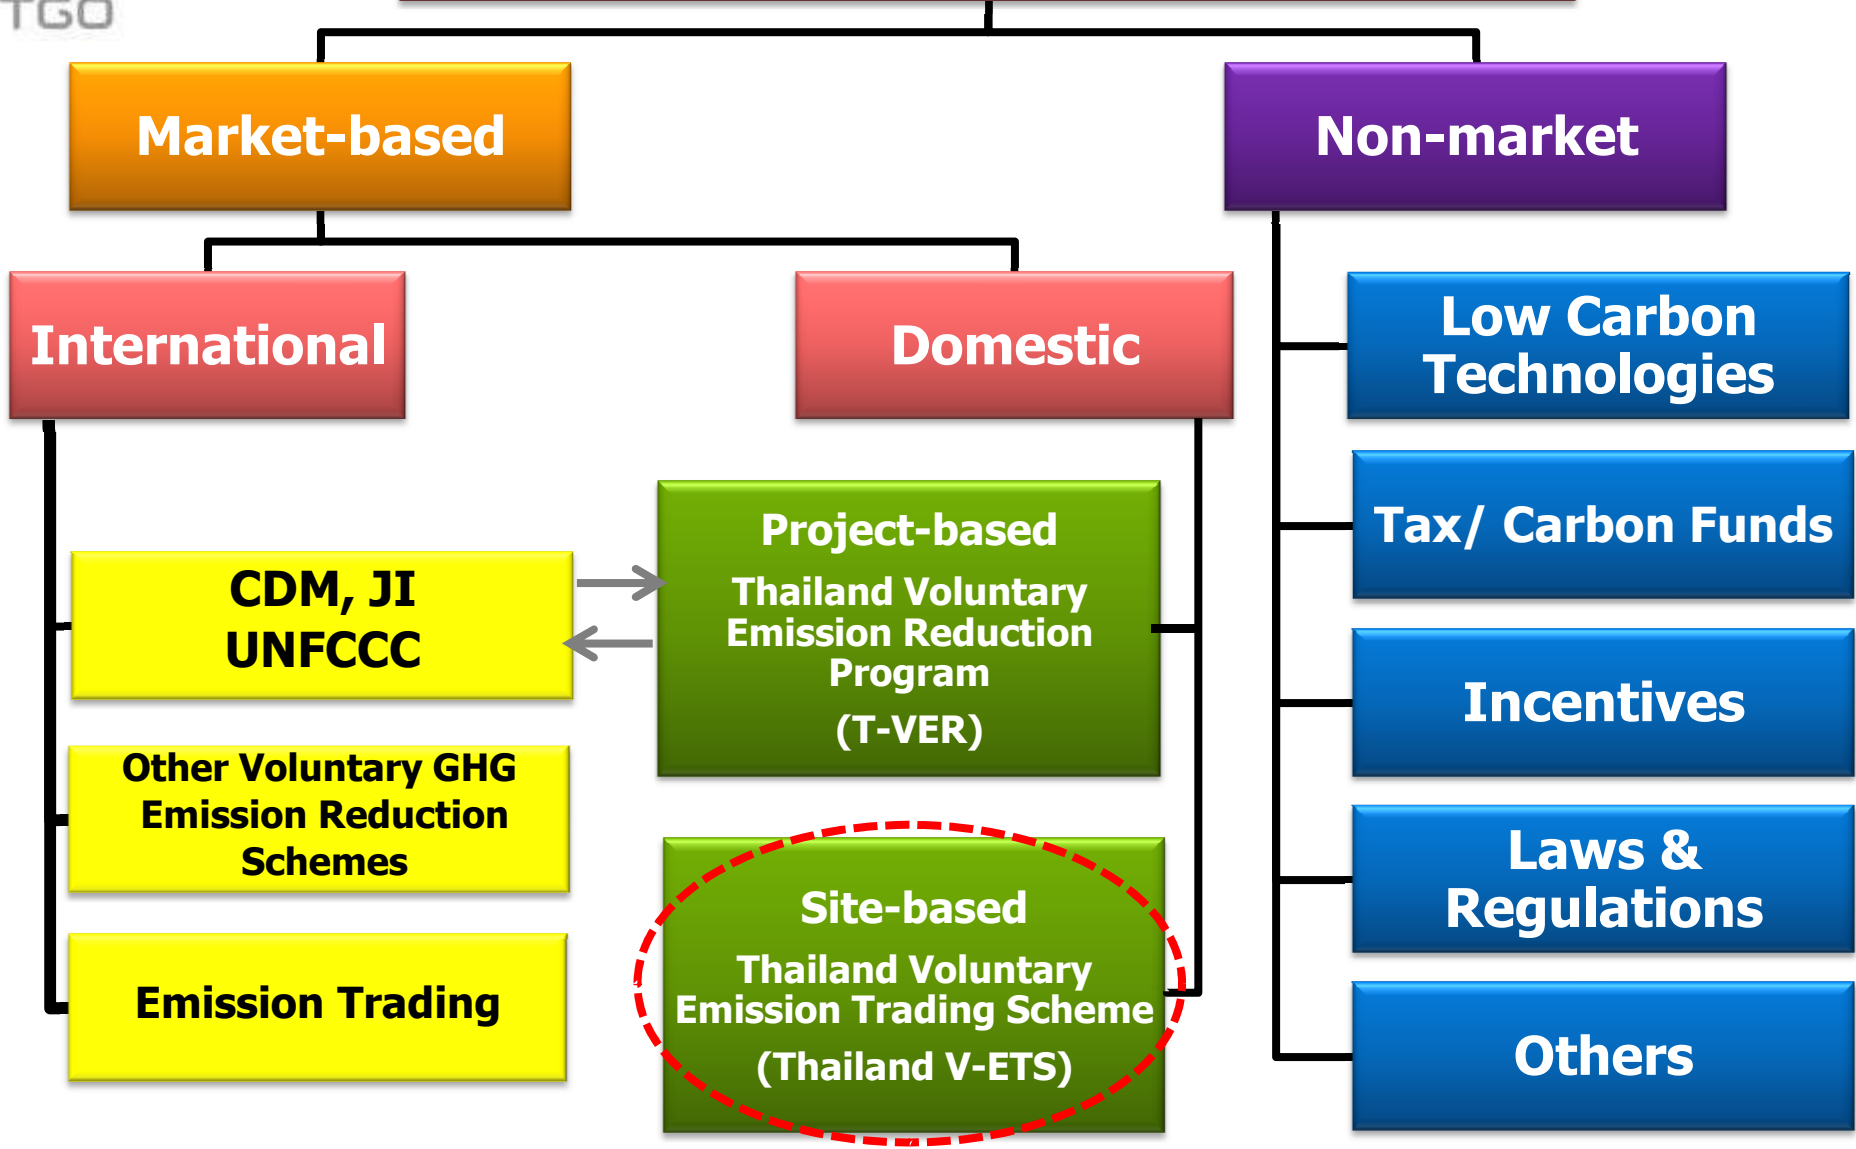 TGO
Market-based
Non-market
International
Domestic
Low Carbon
Technologies
Project-based
Thailand Voluntary
Emission Reduction
Program
(T-VER)
Tax/ Carbon Funds
CDM, JI
UNFCCC
Incentives
Other Voluntary GHG
Emission Reduction
Schemes
Laws &
Regulations
Site-based
Thailand Voluntary
Emission Trading Scheme
(Thailand V-ETS)
Emission Trading
Others